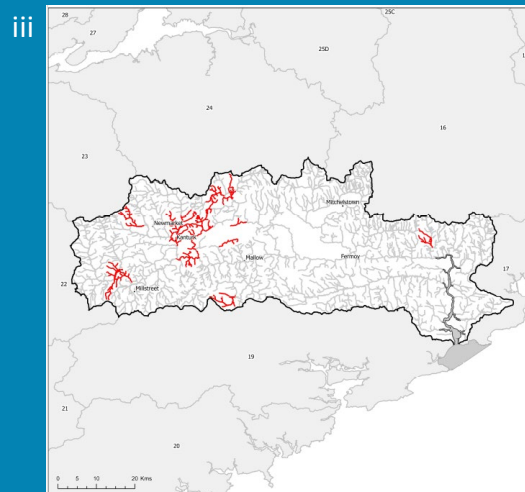 iii
28
25C
27
25D
24
16
23
Mitchelstown
Newmarket
Kanturk
Mallow
Fermoy
22
Millstreet
17
19
21
20
0 5 10 20 Kms